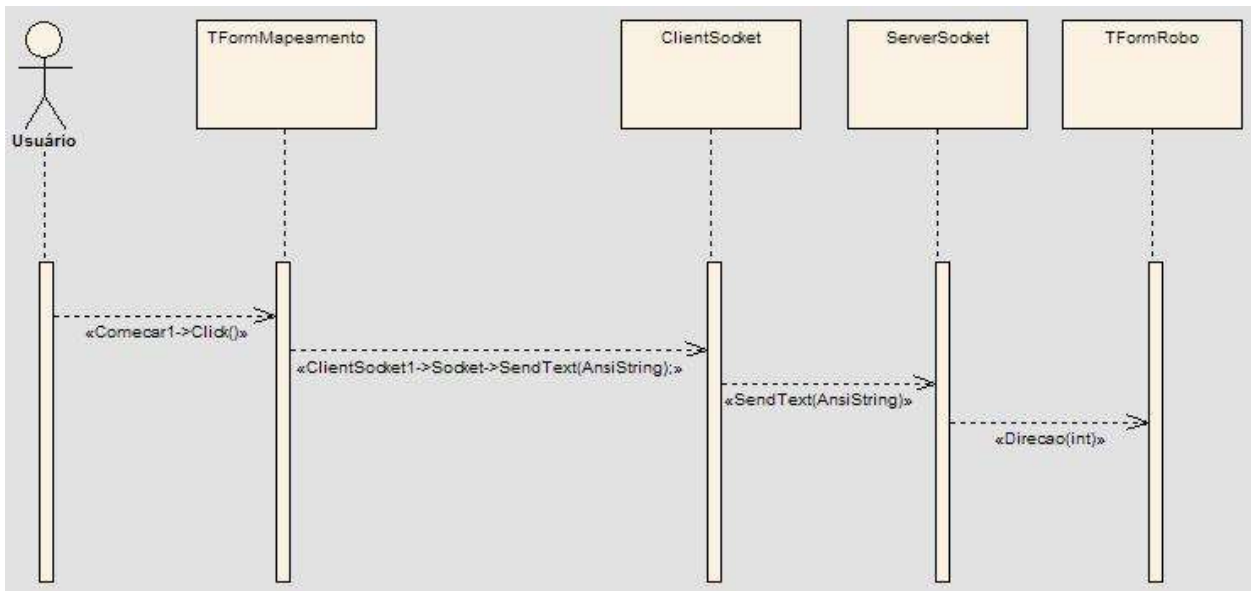 TFormMapeamento
ClientSocket
ServerSocket
TFormRobo
Usuário
«Comecar1->Click()»
«ClientSocket1->Socket->SendText(AnsiString);»
«SendText(AnsiString)»
«Direcao(int)»